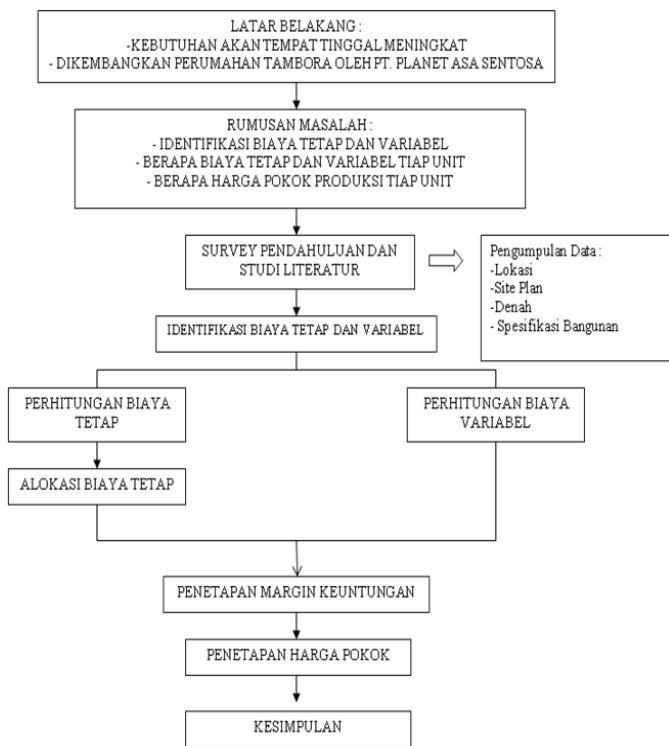 LATAR BELAKANG :
-KEBUTUHAN AKAN TEMPAT TINGGAL MENINGKAT
- DIKEMBANGKAN PERUMAHAN TAMBORA OLEH PT. PLANET ASA SENTOSA
RUMUSAN MASALAH :
- IDENTIFIKASI BIAYA TETAP DAN VARIABEL
- BERAPA BIAYA TETAP DAN VARIABEL TIAP UNIT
- BERAPA HARGA POKOK PRODUKSI TIAP UNIT
SURVEY PENDAHULUAN DAN
STUDI LITERATUR
Pengumpulan Data :
-Lokasi
-Site Plan
-Denah
- Spesifikasi Bangunan
IDENTIFIKASI BIAYA TETAP DAN VARIABEL
PERHITUNGAN BIAYA
TETAP
PERHITUNGAN BIAYA
VARIABEL
ALOKASI BIAYA TETAP
PENETAPAN MARGIN KEUNTUNGAN
PENETAPAN HARGA POKOK
KESIMPULAN